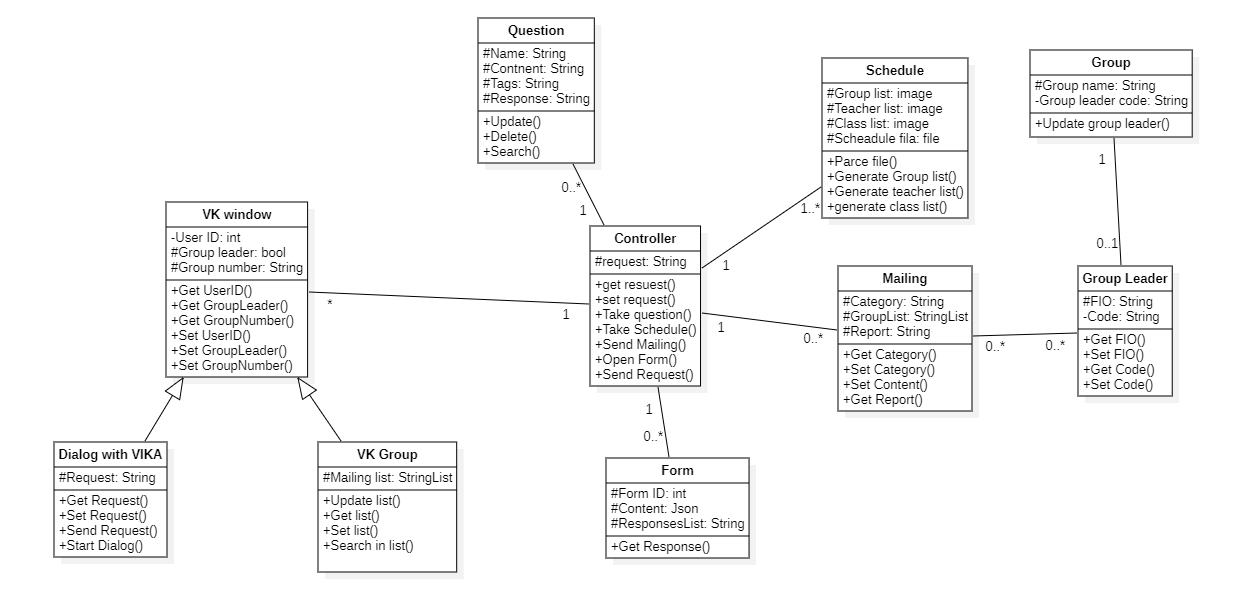 Question
#Name: String
#Contnent: String
#Tags: String
#Response: String
+Update()
+Delete()
+Search()
0..*
1
Schedule
#Group list: image
#Teacher list: image
#Class list: image
#Scheadule fila: file
+Parce file()
+Generate Group list()
+Generate teacher list()
+generate class list()
1..*
1
Group
#Group name: String
-Group leader code: String
+Update group leader()
1
0..1
VK window
-User ID: int
#Group leader: bool
#Group number: String
+Get UserID()
+Get GroupLeader()
+Get GroupNumber()
+Set UserID()
+Set GroupLeader()
+Set GroupNumber()
*
1
Controller
#request: String
+get resuest()
+set request()
+Take question()
+Take Schedule()
+Send Mailing()
+Open Form()
+Send Request()
1
0..*
Mailing
#Category: String
#GroupList: StringList
#Report: String
+Get Category()
+Set Category()
+Set Content()
+Get Report()
0..*
0..*
Group Leader
#FIO: String
-Code: String
+Get FIO()
+Set FIO()
+Get Code()
+Set Code()
1
0..*
Dialog with VIKA
#Request: String
+Get Request()
+Set Request()
+Send Request()
+Start Dialog()
VK Group
#Mailing list: StringList
+Update list()
+Get list()
+Set list()
+Search in list()
Form
#Form ID: int
#Content: Json
#ResponsesList: String
+Get Response()